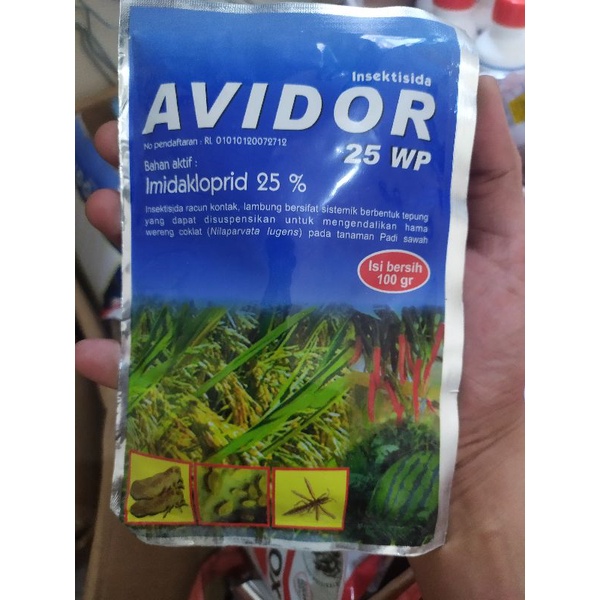 Insektisida
AVIDOR
No pendaftaran : RI. 01010120072712
25 WP
Bahan aktif :
Imidakloprid 25 %
Insektisida racun kontak, lambung bersifat sistemik berbentuk tepung
yang dapat disuspensikan untuk mengendalikan hama
wereng coklat (Nilaparvata lugens) pada tanaman Padi sawah
Isi bersih
100 gr